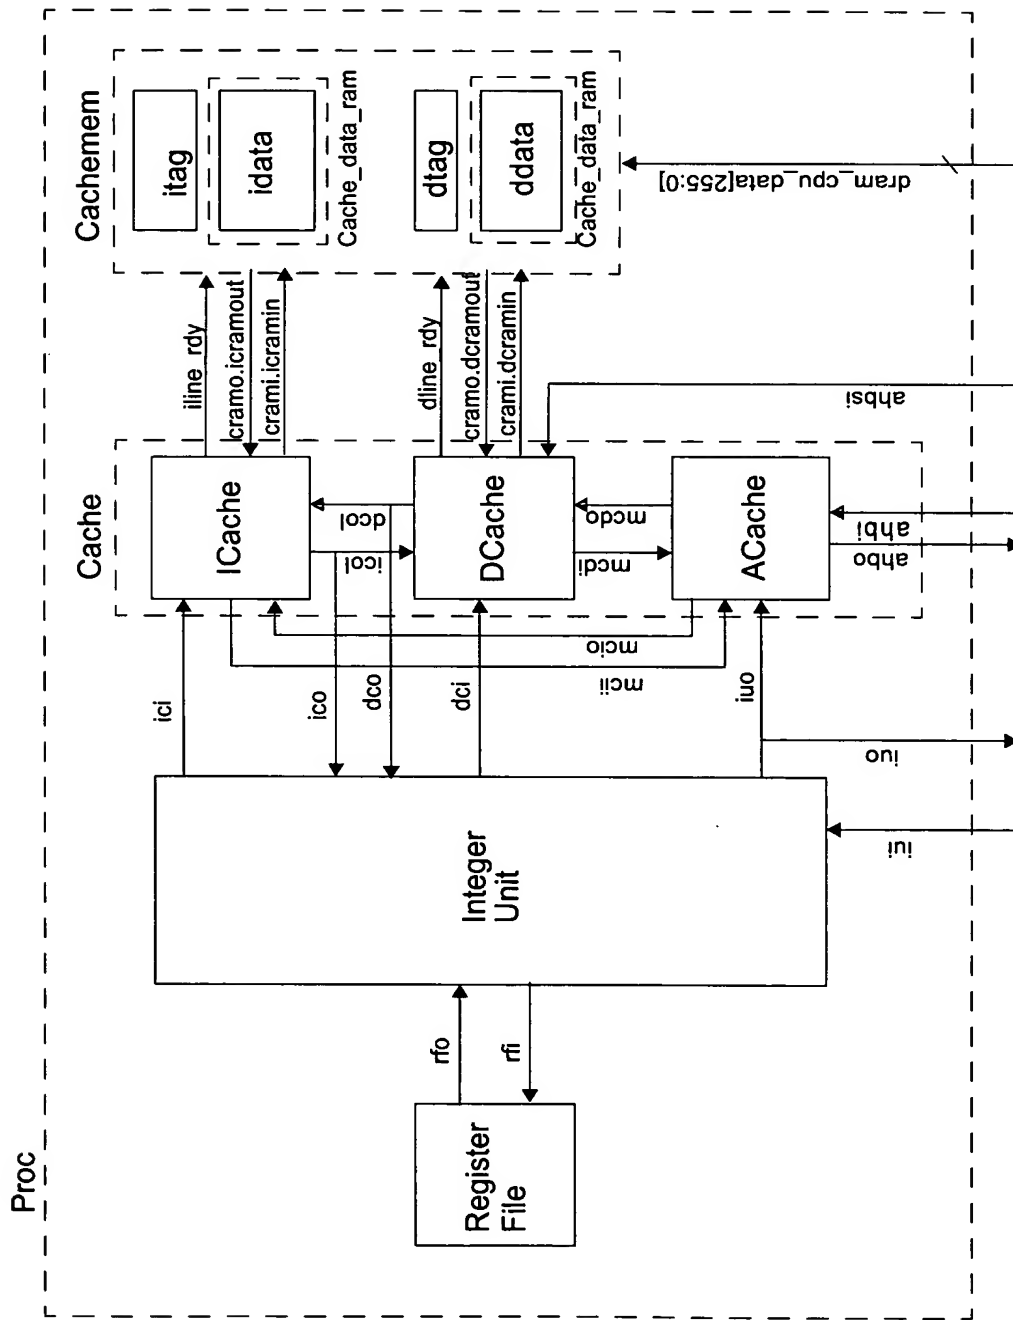 Proc
Register
File
rfo
rfi
Integer
Unit
ici
ico
dco
dci
iuo
iui
iuo
mcii
mcio
Cache
ICache
icol
dcol
DCache
mcdi
mcdo
ACache
ahbo
ahbi
ahbsi
iline_rdy
cramo.icramout
crami.icramin
dline_rdy
cramo.dcramout
crami.dcramin
Cachemem
itag
idata
Cache_data_ram
dtag
ddata
Cache_data_ram
dram_cpu_data[255:0]